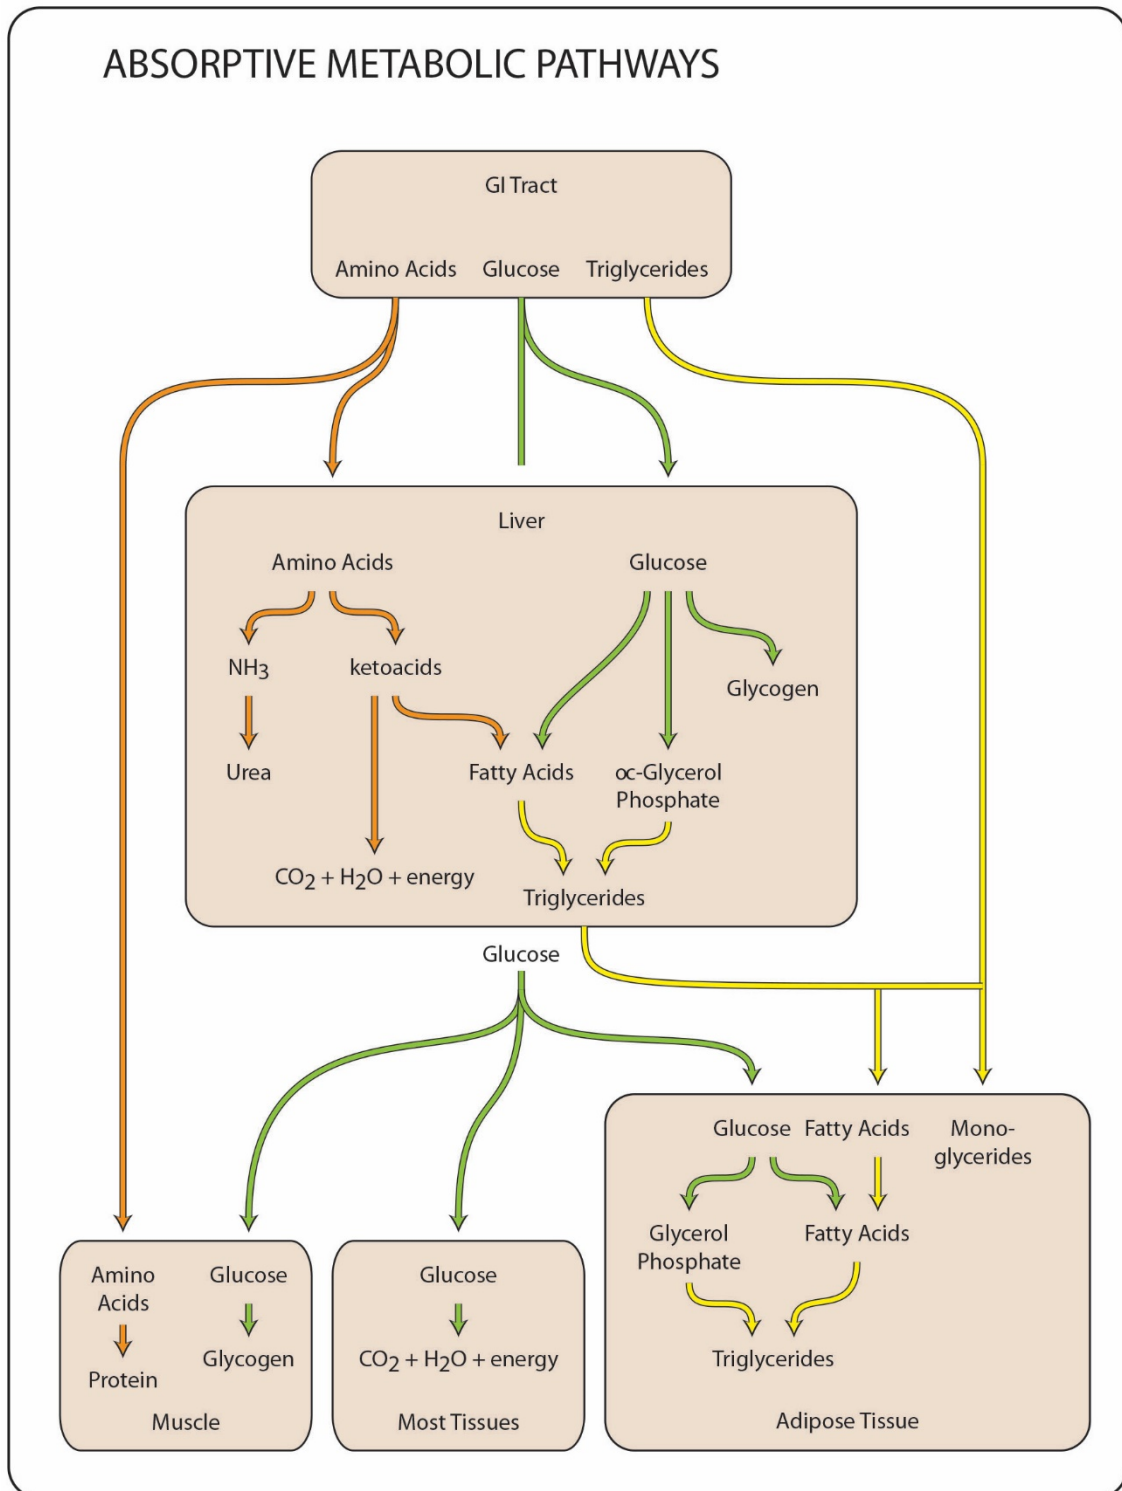 ABSORPTIVE METABOLIC PATHWAYS
GI Tract
Amino Acids Glucose Triglycerides
Liver
Amino Acids Glucose
NH3 ketoacids
Glycogen
Urea Fatty Acids ∝-Glycerol
Phosphate
CO2 + H2O + energy
Triglycerides
Glucose
Glucose Fatty Acids Mono-
glycerides
Glycerol Fatty Acids
Phosphate
Amino Glucose Glucose
Acids
Glycogen CO2 + H2O + energy Triglycerides
Protein
Muscle Most Tissues Adipose Tissue